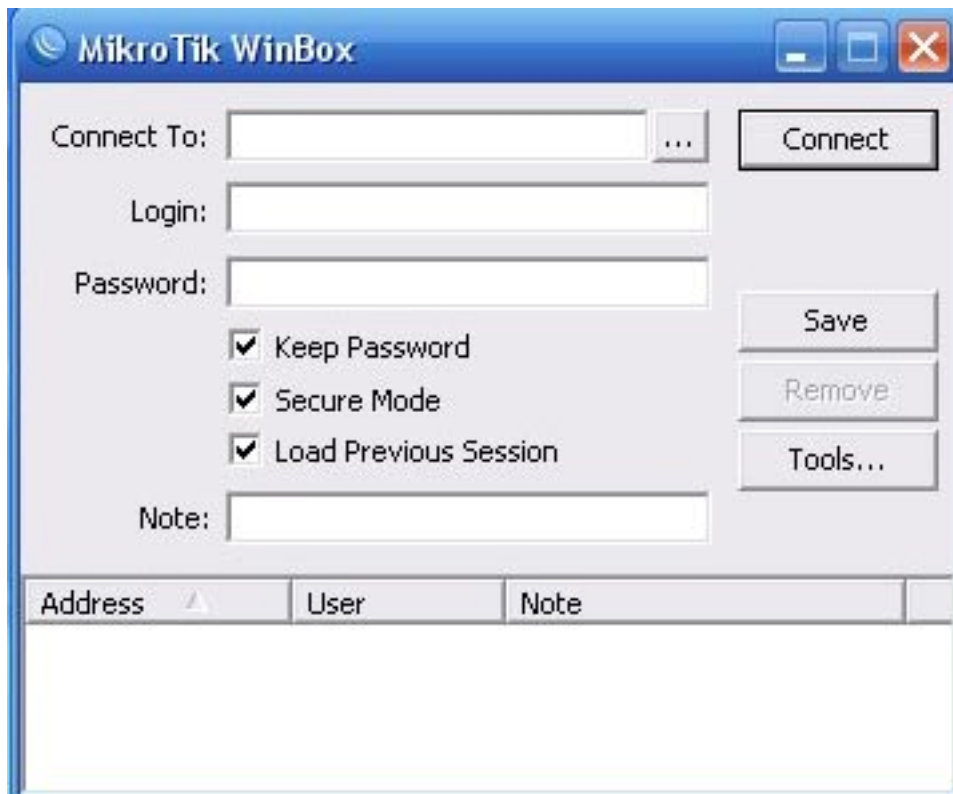 MikroTik WinBox
Connect To:
...
Connect
Login:
Password:
Keep Password
Save
Secure Mode
Remove
Load Previous Session
Tools...
Note:
Address User Note